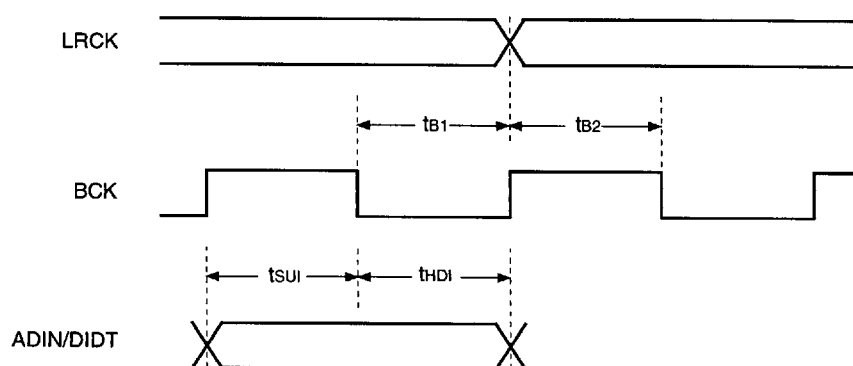 LRCK
tB1 tB2
BCK
tSUI tHDI
ADIN/DIDT